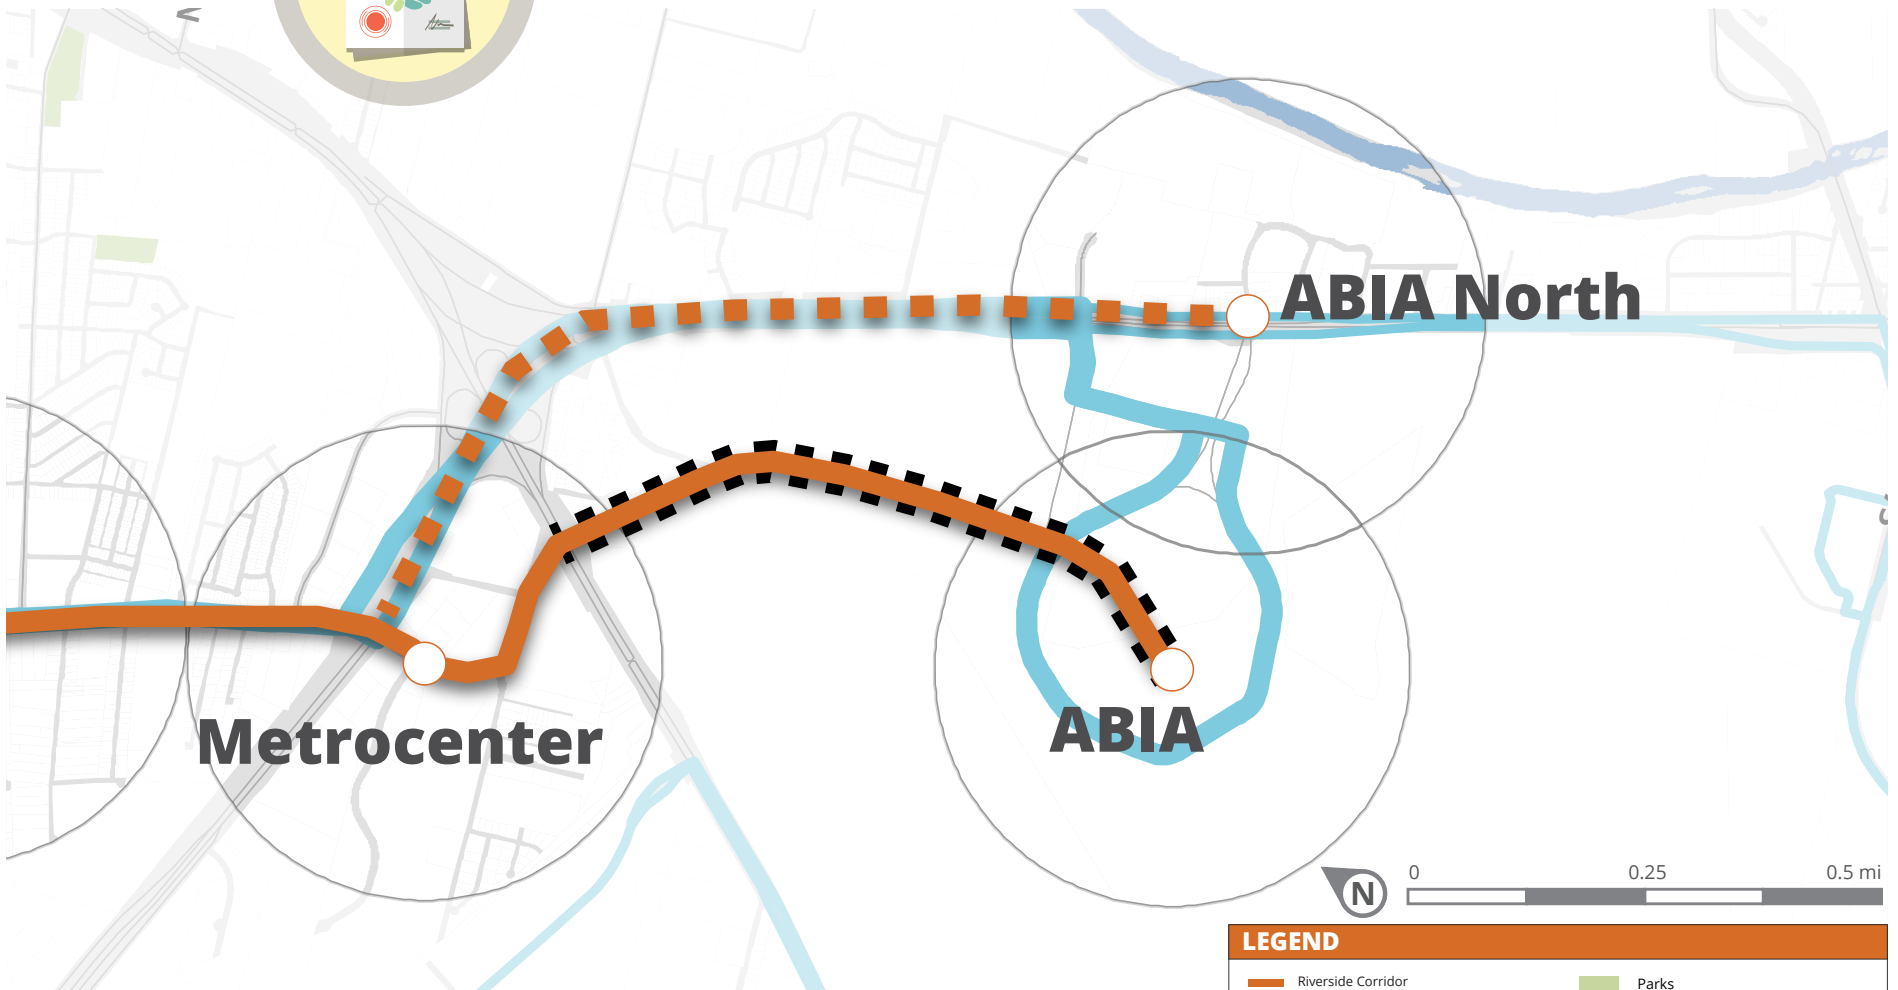 ABIA North
Metrocenter
ABIA
N
0 0.25 0.5 mi
LEGEND
Riverside Corridor
Parks